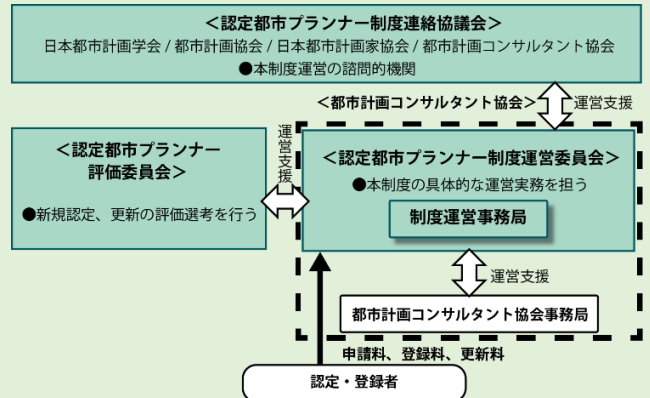 ＜認定都市プランナー制度連絡協議会＞
日本都市計画学会 / 都市計画協会 / 日本都市計画家協会 / 都市計画コンサルタント協会
●本制度運営の諮問的機関
＜都市計画コンサルタント協会＞
運営支援
＜認定都市プランナー
評価委員会＞
●新規認定、更新の評価選考を行う
運営支援
＜認定都市プランナー制度運営委員会＞
●本制度の具体的な運営実務を担う
制度運営事務局
運営支援
都市計画コンサルタント協会事務局
申請料、登録料、更新料
認定・登録者